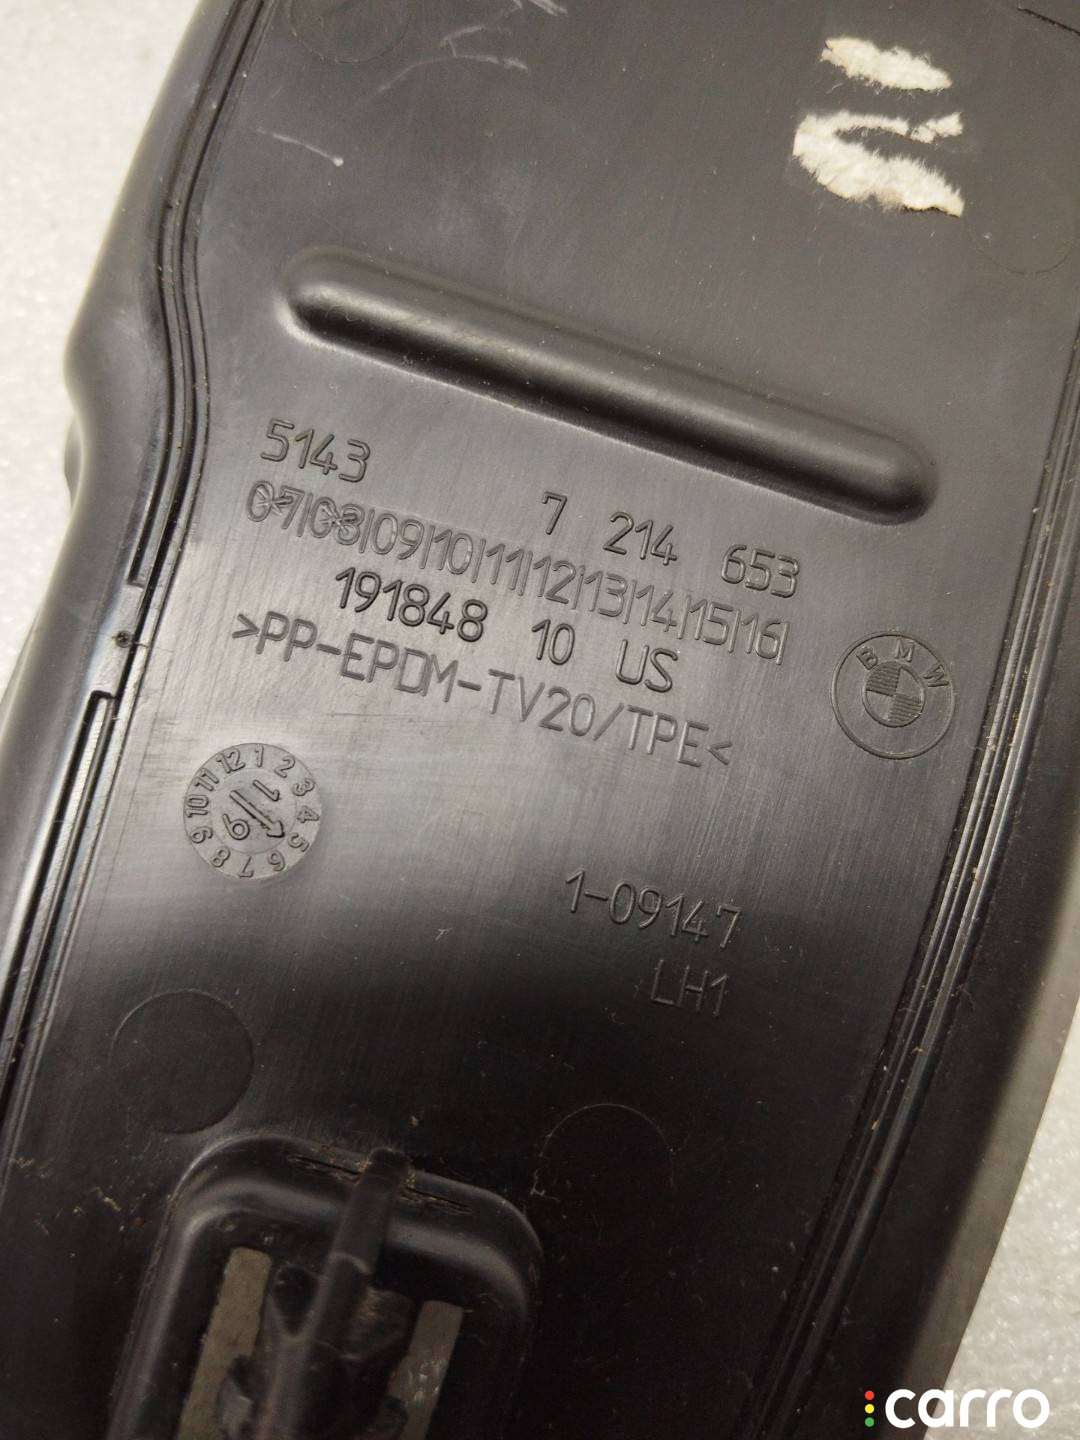 5143
7 214 653
07|08|09|10|11|12|13|14|15|16|
191848 10 US
>PP-EPDM-TV20/TPE<
BMW
1 2 3 4 5 6 7 8 9 10 11 12
1 9
1-09147
LH1
carro